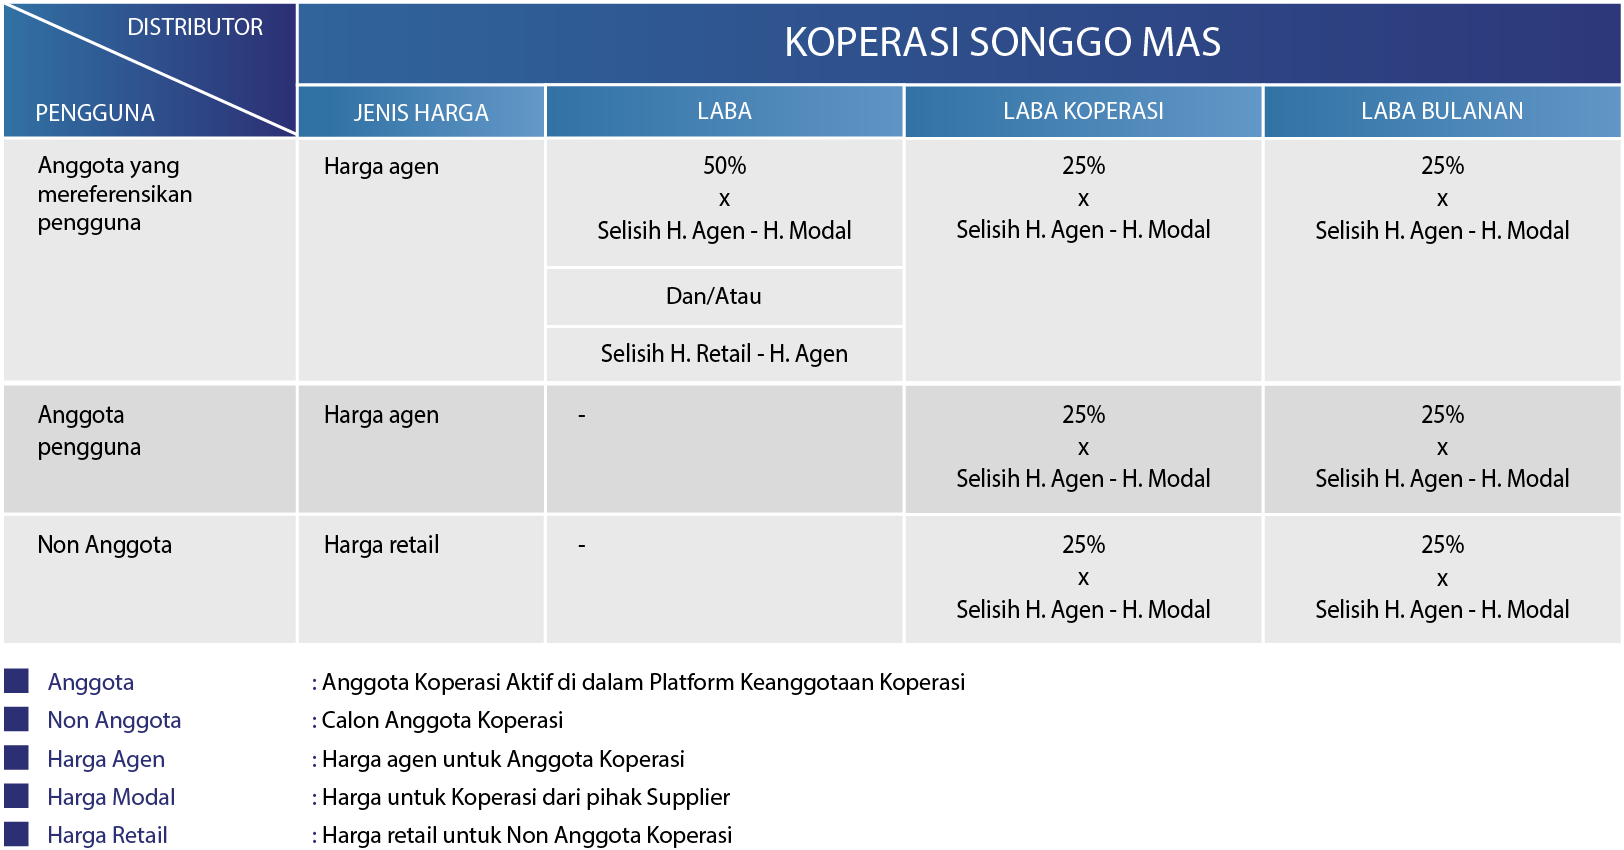 DISTRIBUTOR
PENGGUNA
KOPERASI SONGGO MAS
JENIS HARGA
LABA
LABA KOPERASI
LABA BULANAN
Anggota yang
mereferensikan
pengguna
Harga agen
50%
x
Selisih H. Agen - H. Modal
Dan/Atau
Selisih H. Retail - H. Agen
25%
x
Selisih H. Agen - H. Modal
25%
x
Selisih H. Agen - H. Modal
Anggota
pengguna
Harga agen
-
25%
x
Selisih H. Agen - H. Modal
25%
x
Selisih H. Agen - H. Modal
Non Anggota
Harga retail
-
25%
x
Selisih H. Agen - H. Modal
25%
x
Selisih H. Agen - H. Modal
Anggota : Anggota Koperasi Aktif di dalam Platform Keanggotaan Koperasi
Non Anggota : Calon Anggota Koperasi
Harga Agen : Harga agen untuk Anggota Koperasi
Harga Modal : Harga untuk Koperasi dari pihak Supplier
Harga Retail : Harga retail untuk Non Anggota Koperasi